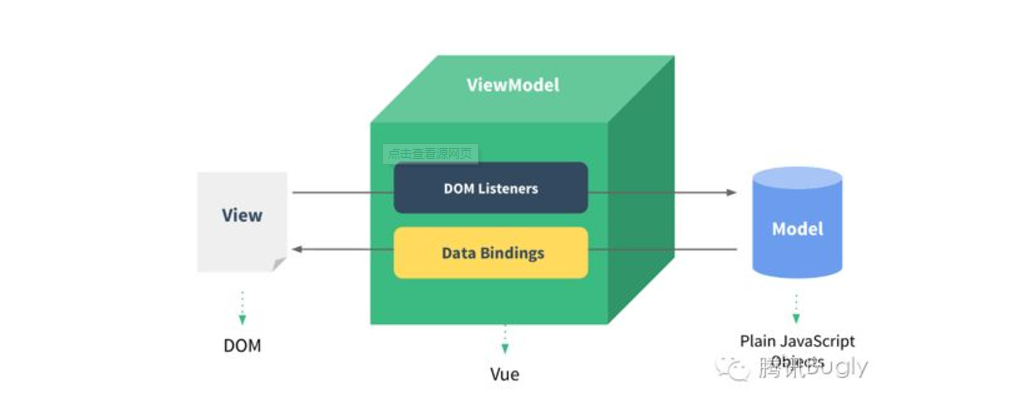 ViewModel
点击查看源网页
DOM Listeners
View
Model
Data Bindings
DOM
Plain JavaScript
Objects
腾讯Bugly
Vue